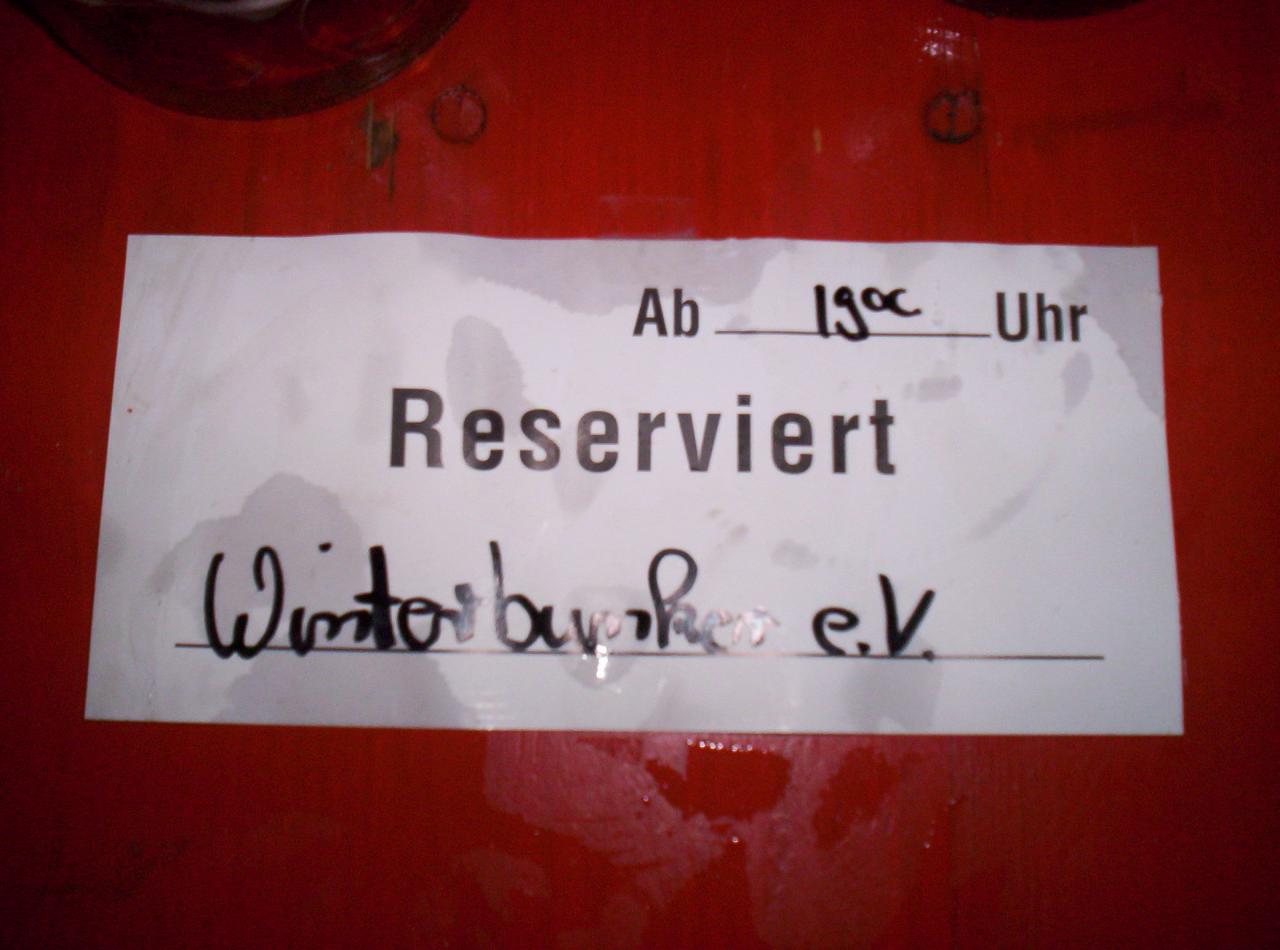 Ab 19oo Uhr
Reserviert
Winterbunker e.V.